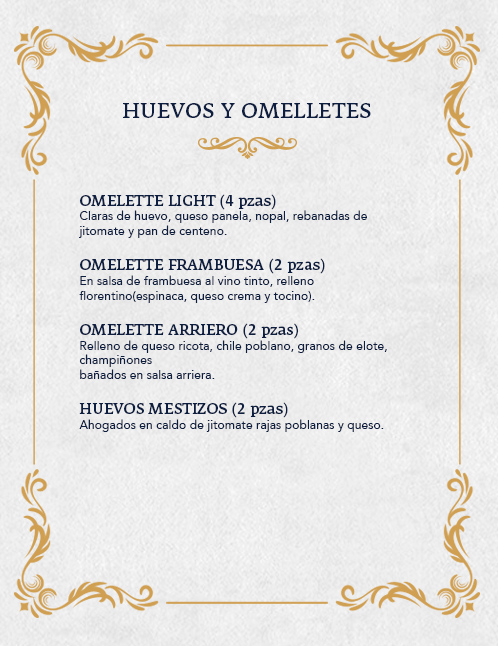 HUEVOS Y OMELLETES
OMELETTE LIGHT (4 pzas)
Claras de huevo, queso panela, nopal, rebanadas de
jitomate y pan de centeno.
OMELETTE FRAMBUESA (2 pzas)
En salsa de frambuesa al vino tinto, relleno
florentino(espinaca, queso crema y tocino).
OMELETTE ARRIERO (2 pzas)
Relleno de queso ricota, chile poblano, granos de elote,
champiñones
bañados en salsa arriera.
HUEVOS MESTIZOS (2 pzas)
Ahogados en caldo de jitomate rajas poblanas y queso.